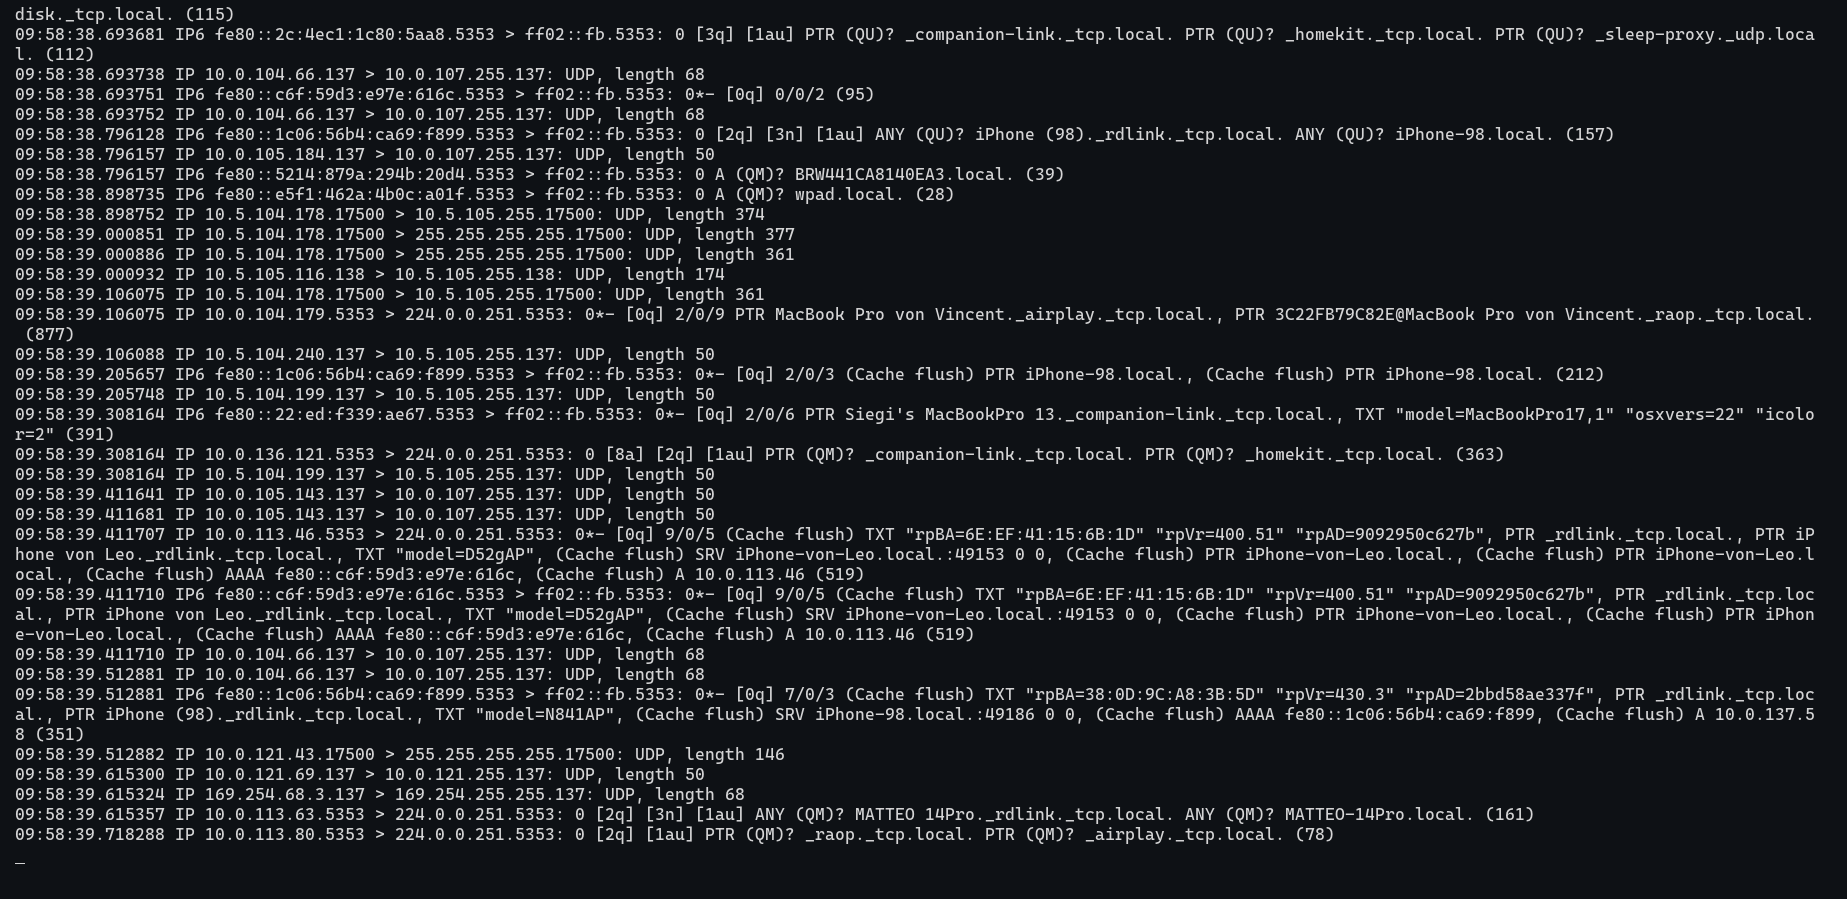 disk._tcp.local. (115)
09:58:38.693681 IP6 fe80::2c:4ec1:1c80:5aa8.5353 > ff02::fb.5353: 0 [3q] [1au] PTR (QU)? _companion-link._tcp.local. PTR (QU)? _homekit._tcp.local. PTR (QU)? _sleep-proxy._udp.loca
l. (112)
09:58:38.693738 IP 10.0.104.66.137 > 10.0.107.255.137: UDP, length 68
09:58:38.693751 IP6 fe80::c6f:59d3:e97e:616c.5353 > ff02::fb.5353: 0*- [0q] 0/0/2 (95)
09:58:38.693752 IP 10.0.104.66.137 > 10.0.107.255.137: UDP, length 68
09:58:38.796128 IP6 fe80::1c06:56b4:ca69:f899.5353 > ff02::fb.5353: 0 [2q] [3n] [1au] ANY (QU)? iPhone (98)._rdlink._tcp.local. ANY (QU)? iPhone-98.local. (157)
09:58:38.796157 IP 10.0.105.184.137 > 10.0.107.255.137: UDP, length 50
09:58:38.796157 IP6 fe80::5214:879a:294b:20d4.5353 > ff02::fb.5353: 0 A (QM)? BRW441CA8140EA3.local. (39)
09:58:38.898735 IP6 fe80::e5f1:462a:4b0c:a01f.5353 > ff02::fb.5353: 0 A (QM)? wpad.local. (28)
09:58:38.898752 IP 10.5.104.178.17500 > 10.5.105.255.17500: UDP, length 374
09:58:39.000851 IP 10.5.104.178.17500 > 255.255.255.255.17500: UDP, length 377
09:58:39.000886 IP 10.5.104.178.17500 > 255.255.255.255.17500: UDP, length 361
09:58:39.000932 IP 10.5.105.116.138 > 10.5.105.255.138: UDP, length 174
09:58:39.106075 IP 10.5.104.178.17500 > 10.5.105.255.17500: UDP, length 361
09:58:39.106075 IP 10.5.104.179.5353 > 224.0.0.251.5353: 0*- [0q] 2/0/9 PTR MacBook Pro von Vincent._airplay._tcp.local., PTR 3C22FB79C82E@MacBook Pro von Vincent._raop._tcp.local.
 (877)
09:58:39.106088 IP 10.5.104.240.137 > 10.5.105.255.137: UDP, length 50
09:58:39.205657 IP6 fe80::1c06:56b4:ca69:f899.5353 > ff02::fb.5353: 0*- [0q] 2/0/3 (Cache flush) PTR iPhone-98.local., (Cache flush) PTR iPhone-98.local. (212)
09:58:39.205748 IP 10.5.104.199.137 > 10.5.105.255.137: UDP, length 50
09:58:39.308164 IP6 fe80::22:ed:f339:ae67.5353 > ff02::fb.5353: 0*- [0q] 2/0/6 PTR Siegi's MacBookPro 13._companion-link._tcp.local., TXT "model=MacBookPro17,1" "osxvers=22" "icolo
r=2" (391)
09:58:39.308164 IP 10.0.136.121.5353 > 224.0.0.251.5353: 0 [8a] [2q] [1au] PTR (QM)? _companion-link._tcp.local. PTR (QM)? _homekit._tcp.local. (363)
09:58:39.308164 IP 10.5.104.199.137 > 10.5.105.255.137: UDP, length 50
09:58:39.411641 IP 10.0.105.143.137 > 10.0.107.255.137: UDP, length 50
09:58:39.411681 IP 10.0.105.143.137 > 10.0.107.255.137: UDP, length 50
09:58:39.411707 IP 10.0.113.46.5353 > 224.0.0.251.5353: 0*- [0q] 9/0/5 (Cache flush) TXT "rpBA=6E:EF:41:15:6B:1D" "rpVr=400.51" "rpAD=9092950c627b", PTR _rdlink._tcp.local., PTR iP
hone von Leo._rdlink._tcp.local., TXT "model=D52gAP", (Cache flush) SRV iPhone-von-Leo.local.:49153 0 0, (Cache flush) PTR iPhone-von-Leo.local., (Cache flush) PTR iPhone-von-Leo.l
ocal., (Cache flush) AAAA fe80::c6f:59d3:e97e:616c, (Cache flush) A 10.0.113.46 (519)
09:58:39.411710 IP6 fe80::c6f:59d3:e97e:616c.5353 > ff02::fb.5353: 0*- [0q] 9/0/5 (Cache flush) TXT "rpBA=6E:EF:41:15:6B:1D" "rpVr=400.51" "rpAD=9092950c627b", PTR _rdlink._tcp.loc
al., PTR iPhone von Leo._rdlink._tcp.local., TXT "model=D52gAP", (Cache flush) SRV iPhone-von-Leo.local.:49153 0 0, (Cache flush) PTR iPhone-von-Leo.local., (Cache flush) PTR iPhon
e-von-Leo.local., (Cache flush) AAAA fe80::c6f:59d3:e97e:616c, (Cache flush) A 10.0.113.46 (519)
09:58:39.411710 IP 10.0.104.66.137 > 10.0.107.255.137: UDP, length 68
09:58:39.512881 IP 10.0.104.66.137 > 10.0.107.255.137: UDP, length 68
09:58:39.512881 IP6 fe80::1c06:56b4:ca69:f899.5353 > ff02::fb.5353: 0*- [0q] 7/0/3 (Cache flush) TXT "rpBA=38:0D:9C:A8:3B:5D" "rpVr=430.3" "rpAD=2bbd58ae337f", PTR _rdlink._tcp.loc
al., PTR iPhone (98)._rdlink._tcp.local., TXT "model=N841AP", (Cache flush) SRV iPhone-98.local.:49186 0 0, (Cache flush) AAAA fe80::1c06:56b4:ca69:f899, (Cache flush) A 10.0.137.5
8 (351)
09:58:39.512882 IP 10.0.121.43.17500 > 255.255.255.255.17500: UDP, length 146
09:58:39.615300 IP 10.0.121.69.137 > 10.0.121.255.137: UDP, length 50
09:58:39.615324 IP 169.254.68.3.137 > 169.254.255.255.137: UDP, length 68
09:58:39.615357 IP 10.0.113.63.5353 > 224.0.0.251.5353: 0 [2q] [3n] [1au] ANY (QM)? MATTEO 14Pro._rdlink._tcp.local. ANY (QM)? MATTEO-14Pro.local. (161)
09:58:39.718288 IP 10.0.113.80.5353 > 224.0.0.251.5353: 0 [2q] [1au] PTR (QM)? _raop._tcp.local. PTR (QM)? _airplay._tcp.local. (78)
_